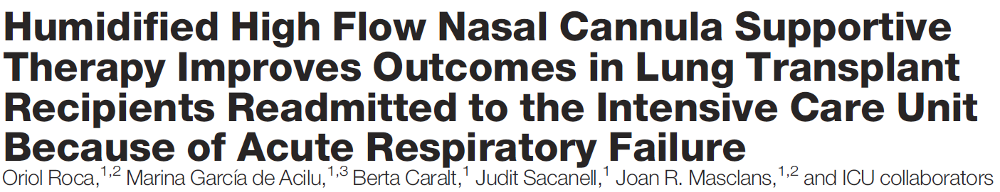 Humidified High Flow Nasal Cannula Supportive
Therapy Improves Outcomes in Lung Transplant
Recipients Readmitted to the Intensive Care Unit
Because of Acute Respiratory Failure
Oriol Roca,1,2 Marina García de Acilu,1,3 Berta Caralt,1 Judit Sacanell,1 Joan R. Masclans,1,2 and ICU collaborators